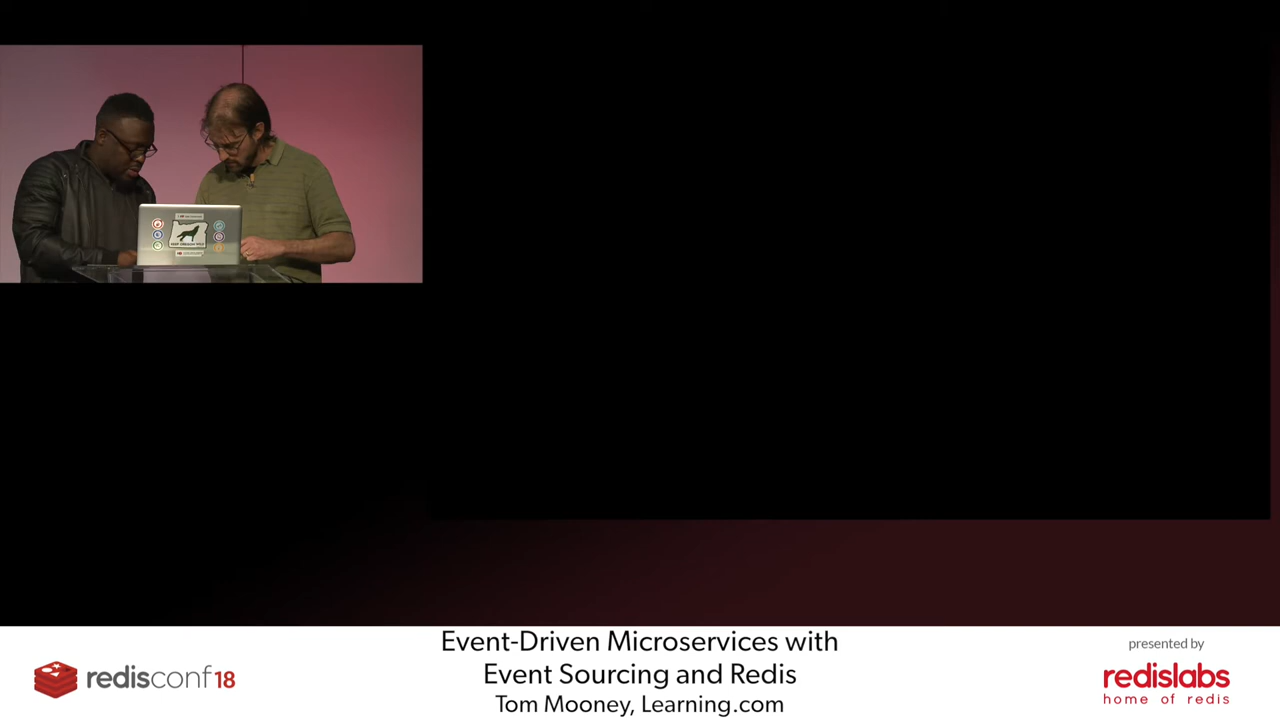 Event-Driven Microservices with
Event Sourcing and Redis
Tom Mooney, Learning.com
redisconf18
presented by
redislabs
home of redis